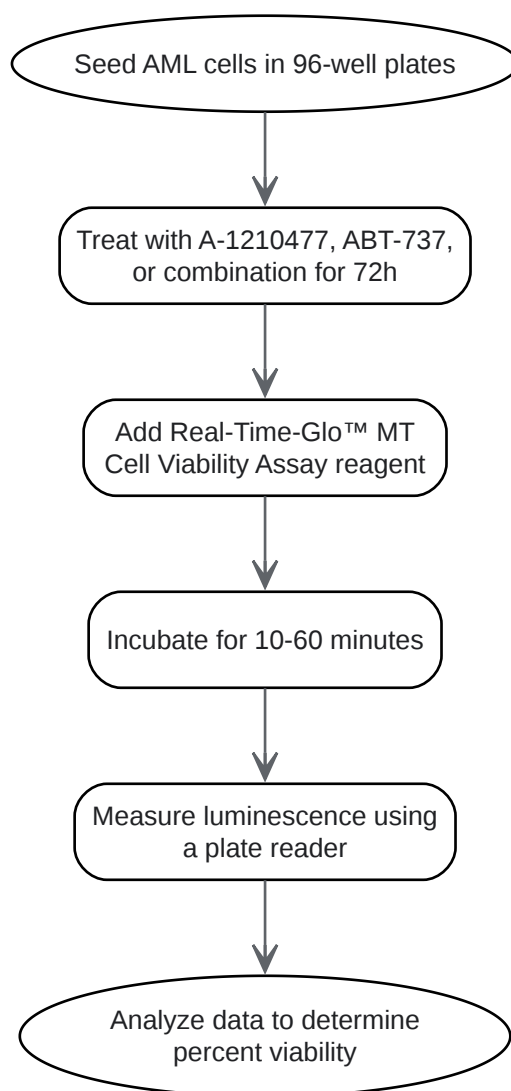 Seed AML cells in 96-well plates
Treat with A-1210477, ABT-737,
or combination for 72h
Add Real-Time-Glo™ MT
Cell Viability Assay reagent
Incubate for 10-60 minutes
Measure luminescence using
a plate reader
Analyze data to determine
percent viability